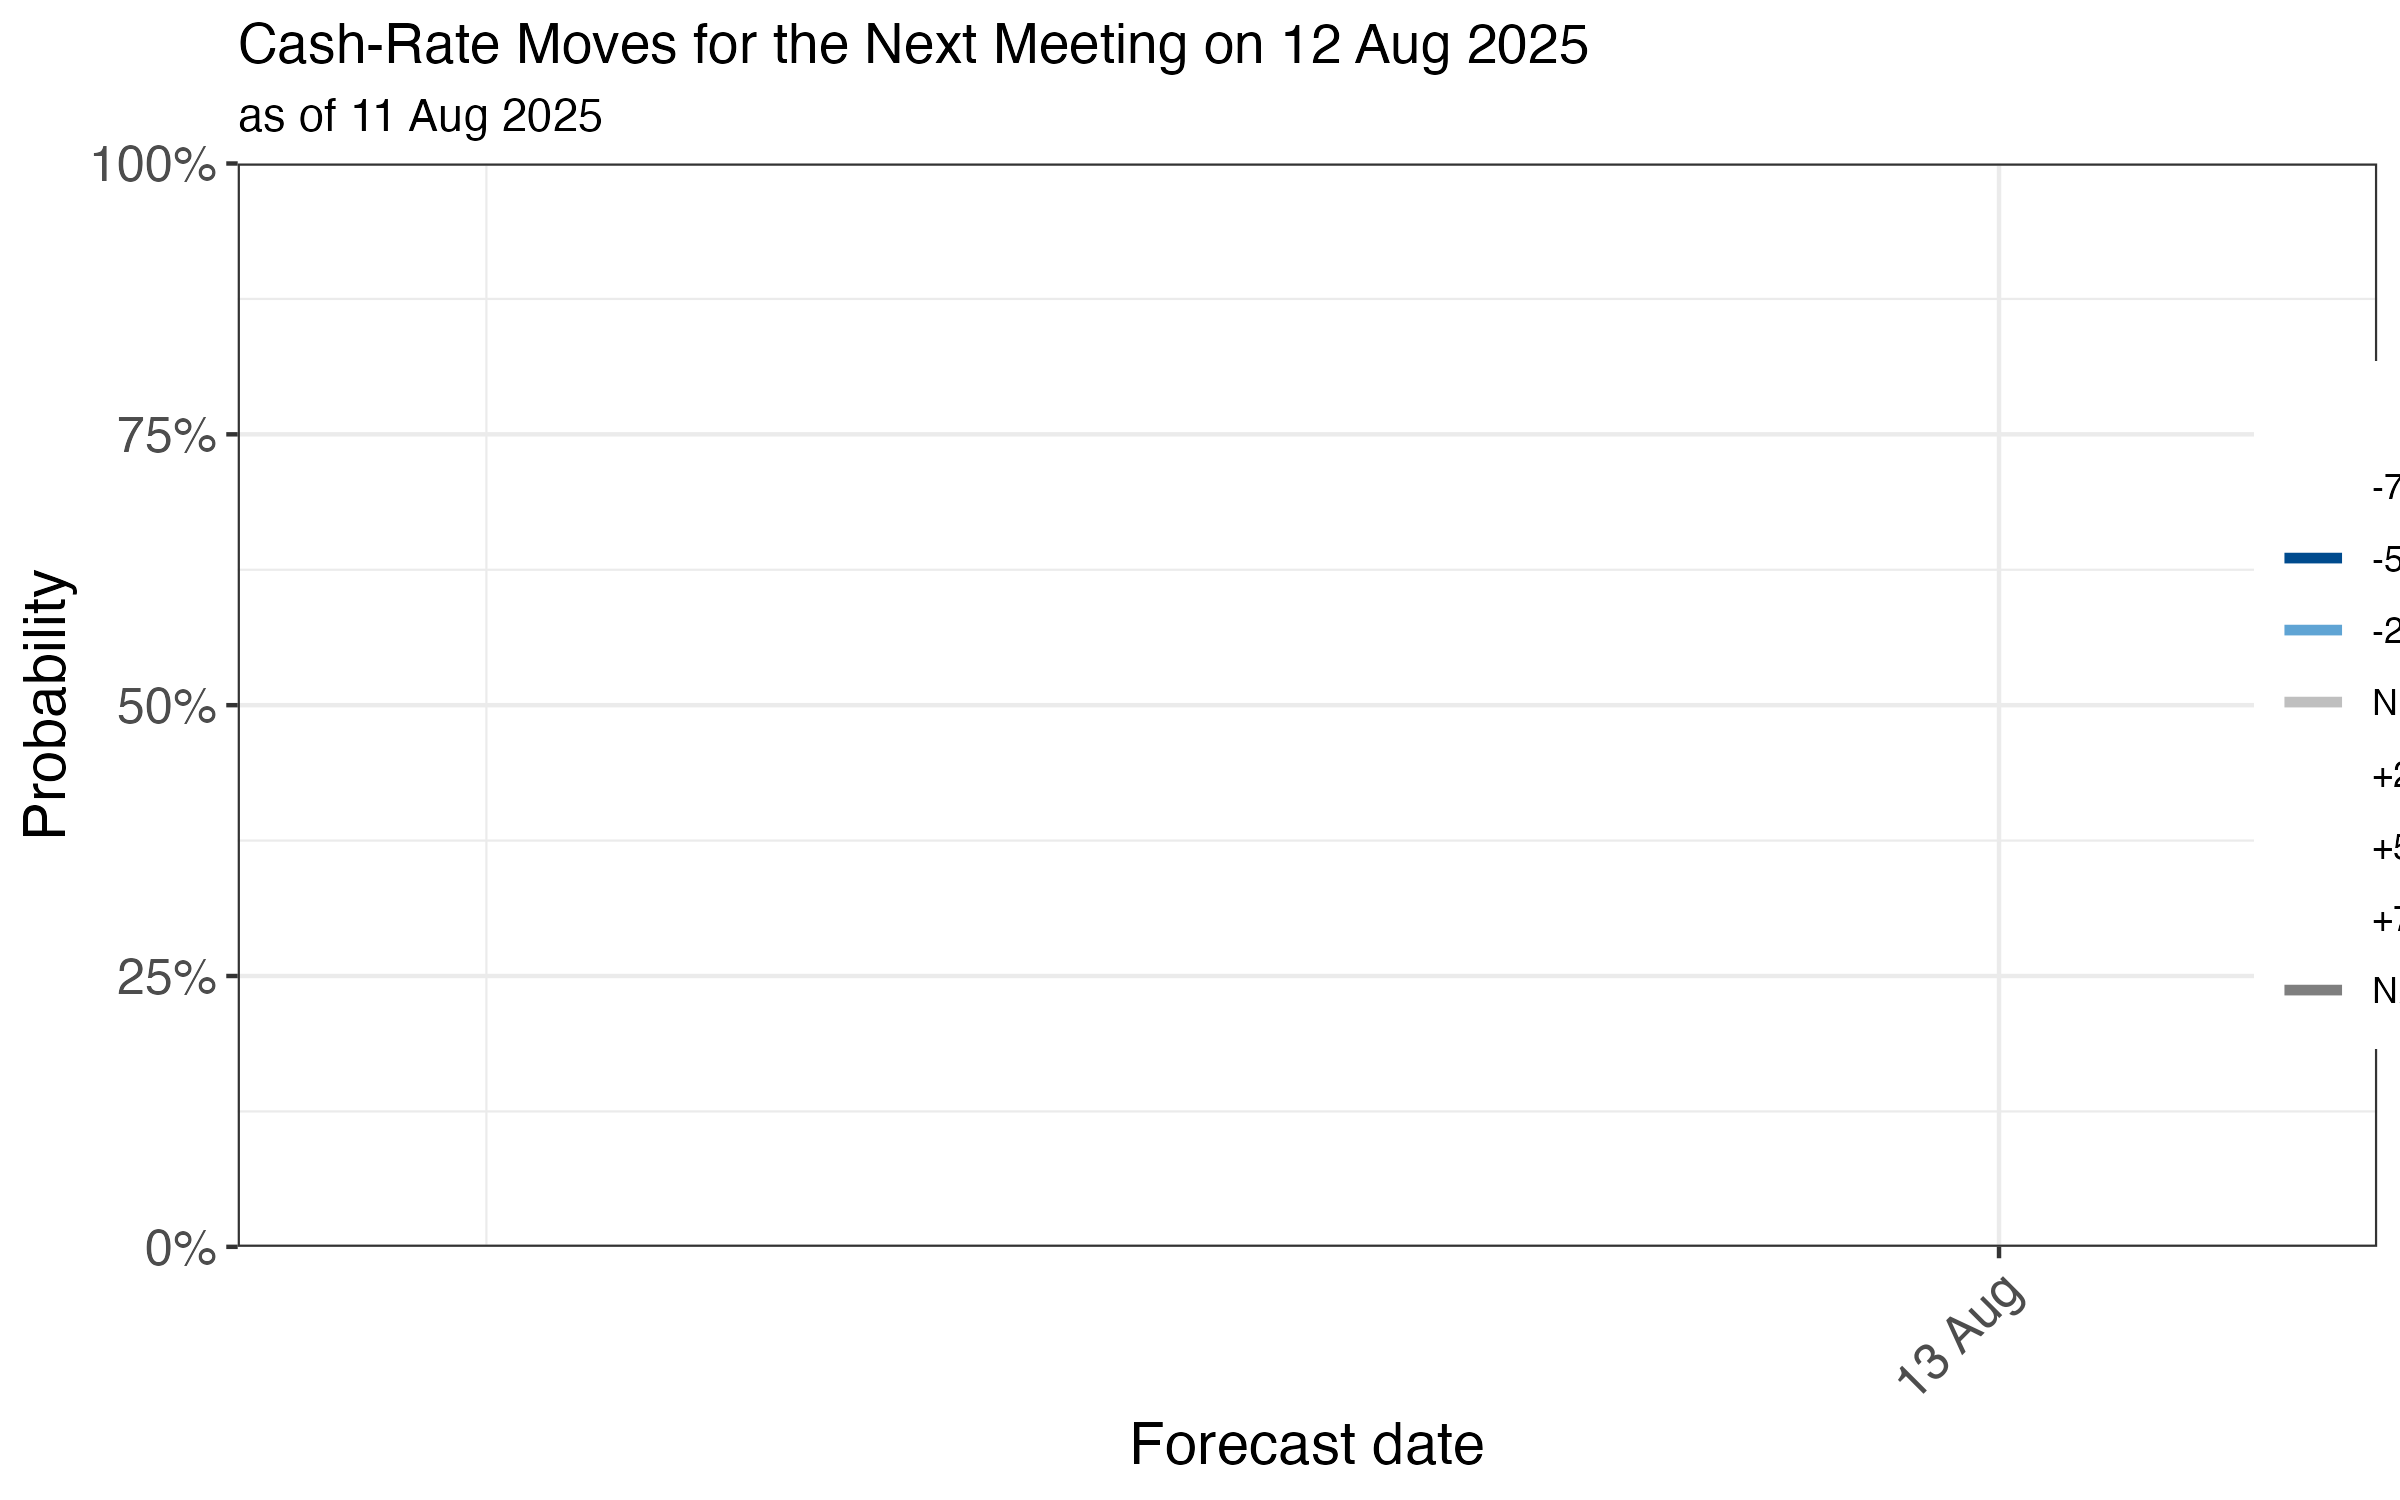 Cash-Rate Moves for the Next Meeting on 12 Aug 2025
as of 11 Aug 2025
100%
75%
50%
25%
0%
Probability
-7
-5
-2
N
+2
+5
+7
N
13 Aug
Forecast date